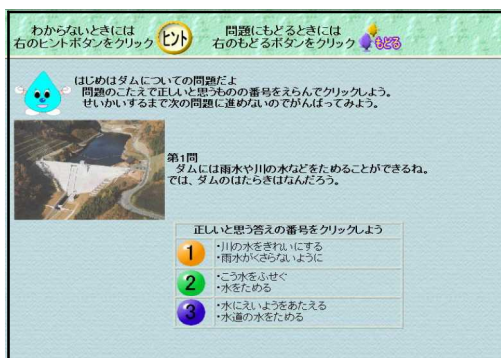 わからないときには
右のヒントボタンをクリック
ヒント
問題にもどるときには
右のもどるボタンをクリック
もどる
はじめはダムについての問題だよ
問題のこたえで正しいと思うものの番号をえらんでクリックしよう。
せいかいするまで次の問題に進めないのでがんばってみよう。
第1問
ダムには雨水や川の水などをためることができるね。
では、ダムのはたらきはなんだろう。
正しいと思う答えの番号をクリックしよう
1
・川の水をきれいにする
・雨水がくさらないように
2
・こう水をふせぐ
・水をためる
3
・水にえいようをあたえる
・水道の水をためる